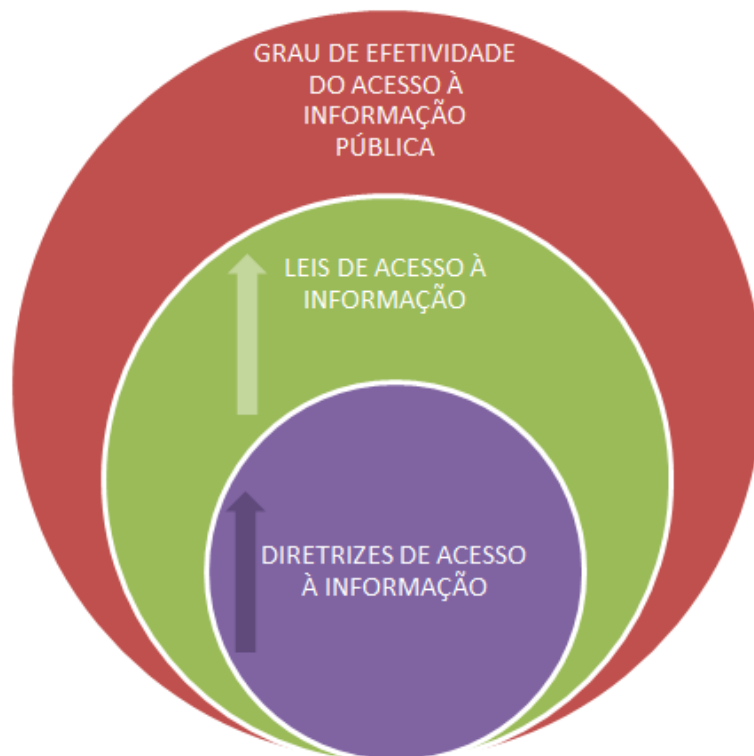 GRAU DE EFETIVIDADE
DO ACESSO À
INFORMAÇÃO
PÚBLICA
LEIS DE ACESSO À
INFORMAÇÃO
DIRETRIZES DE ACESSO
À INFORMAÇÃO